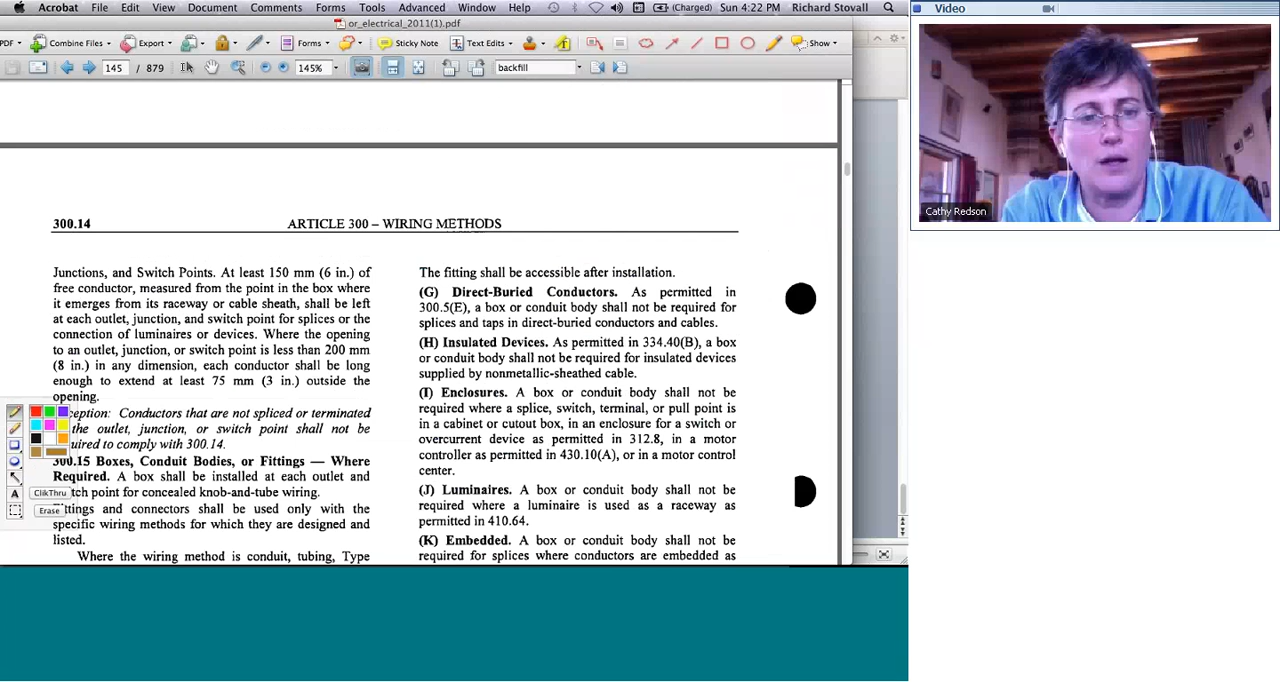 Acrobat File Edit View Document Comments Forms Tools Advanced Window Help (Charged) Sun 4:22 PM Richard Stovall
or_electrical_2011(1).pdf
PDF Combine Files Export Forms Sticky Note Text Edits Show
145 / 879 145% backfill
Video
Cathy Redson
300.14 ARTICLE 300 – WIRING METHODS
Junctions, and Switch Points. At least 150 mm (6 in.) of
free conductor, measured from the point in the box where
it emerges from its raceway or cable sheath, shall be left
at each outlet, junction, and switch point for splices or the
connection of luminaires or devices. Where the opening
to an outlet, junction, or switch point is less than 200 mm
(8 in.) in any dimension, each conductor shall be long
enough to extend at least 75 mm (3 in.) outside the
opening.
ception: Conductors that are not spliced or terminated
the outlet, junction, or switch point shall not be
uired to comply with 300.14.
300.15 Boxes, Conduit Bodies, or Fittings — Where
Required. A box shall be installed at each outlet and
tch point for concealed knob-and-tube wiring.
Fittings and connectors shall be used only with the
specific wiring methods for which they are designed and
listed.
Where the wiring method is conduit, tubing, Type
The fitting shall be accessible after installation.
(G) Direct-Buried Conductors. As permitted in
300.5(E), a box or conduit body shall not be required for
splices and taps in direct-buried conductors and cables.
(H) Insulated Devices. As permitted in 334.40(B), a box
or conduit body shall not be required for insulated devices
supplied by nonmetallic-sheathed cable.
(I) Enclosures. A box or conduit body shall not be
required where a splice, switch, terminal, or pull point is
in a cabinet or cutout box, in an enclosure for a switch or
overcurrent device as permitted in 312.8, in a motor
controller as permitted in 430.10(A), or in a motor control
center.
(J) Luminaires. A box or conduit body shall not be
required where a luminaire is used as a raceway as
permitted in 410.64.
(K) Embedded. A box or conduit body shall not be
required for splices where conductors are embedded as
A
ClikThru
Erase